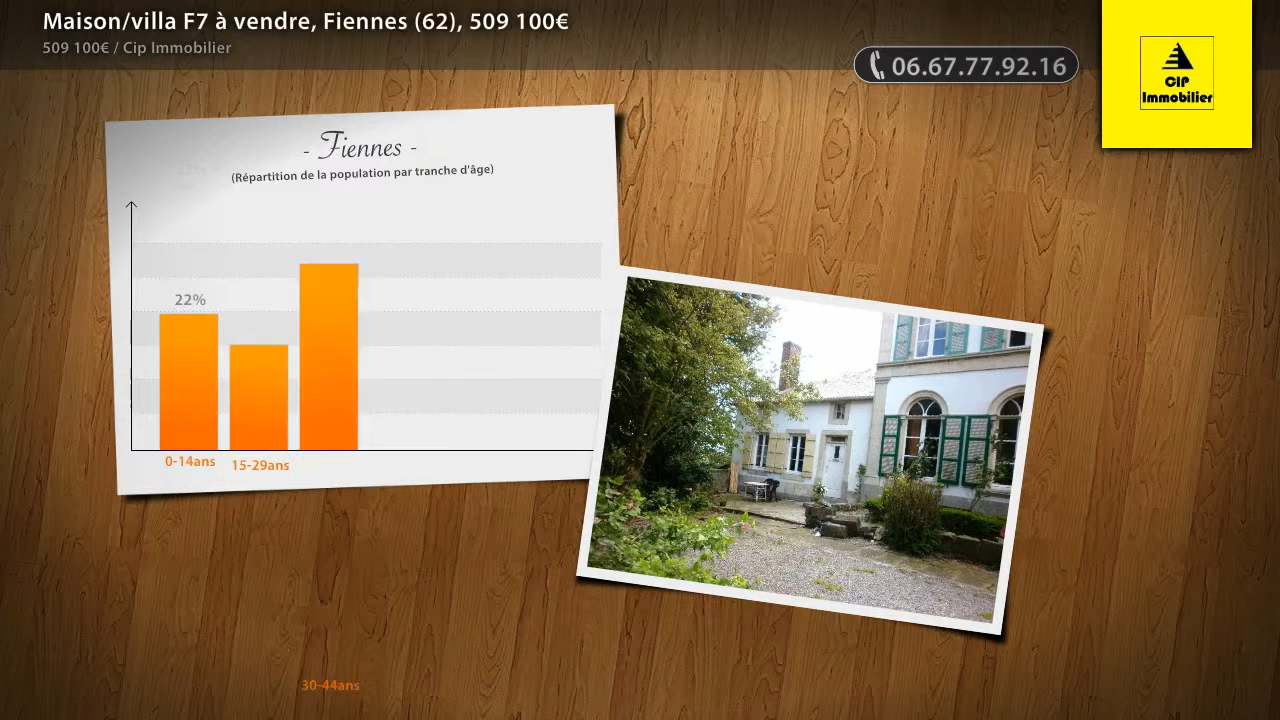 Maison/villa F7 à vendre, Fiennes (62), 509 100€
509 100€ / Cip Immobilier
06.67.77.92.16
CIP
Immobilier
- Fiennes -
(Répartition de la population par tranche d'âge)
22%
0-14ans
15-29ans
30-44ans